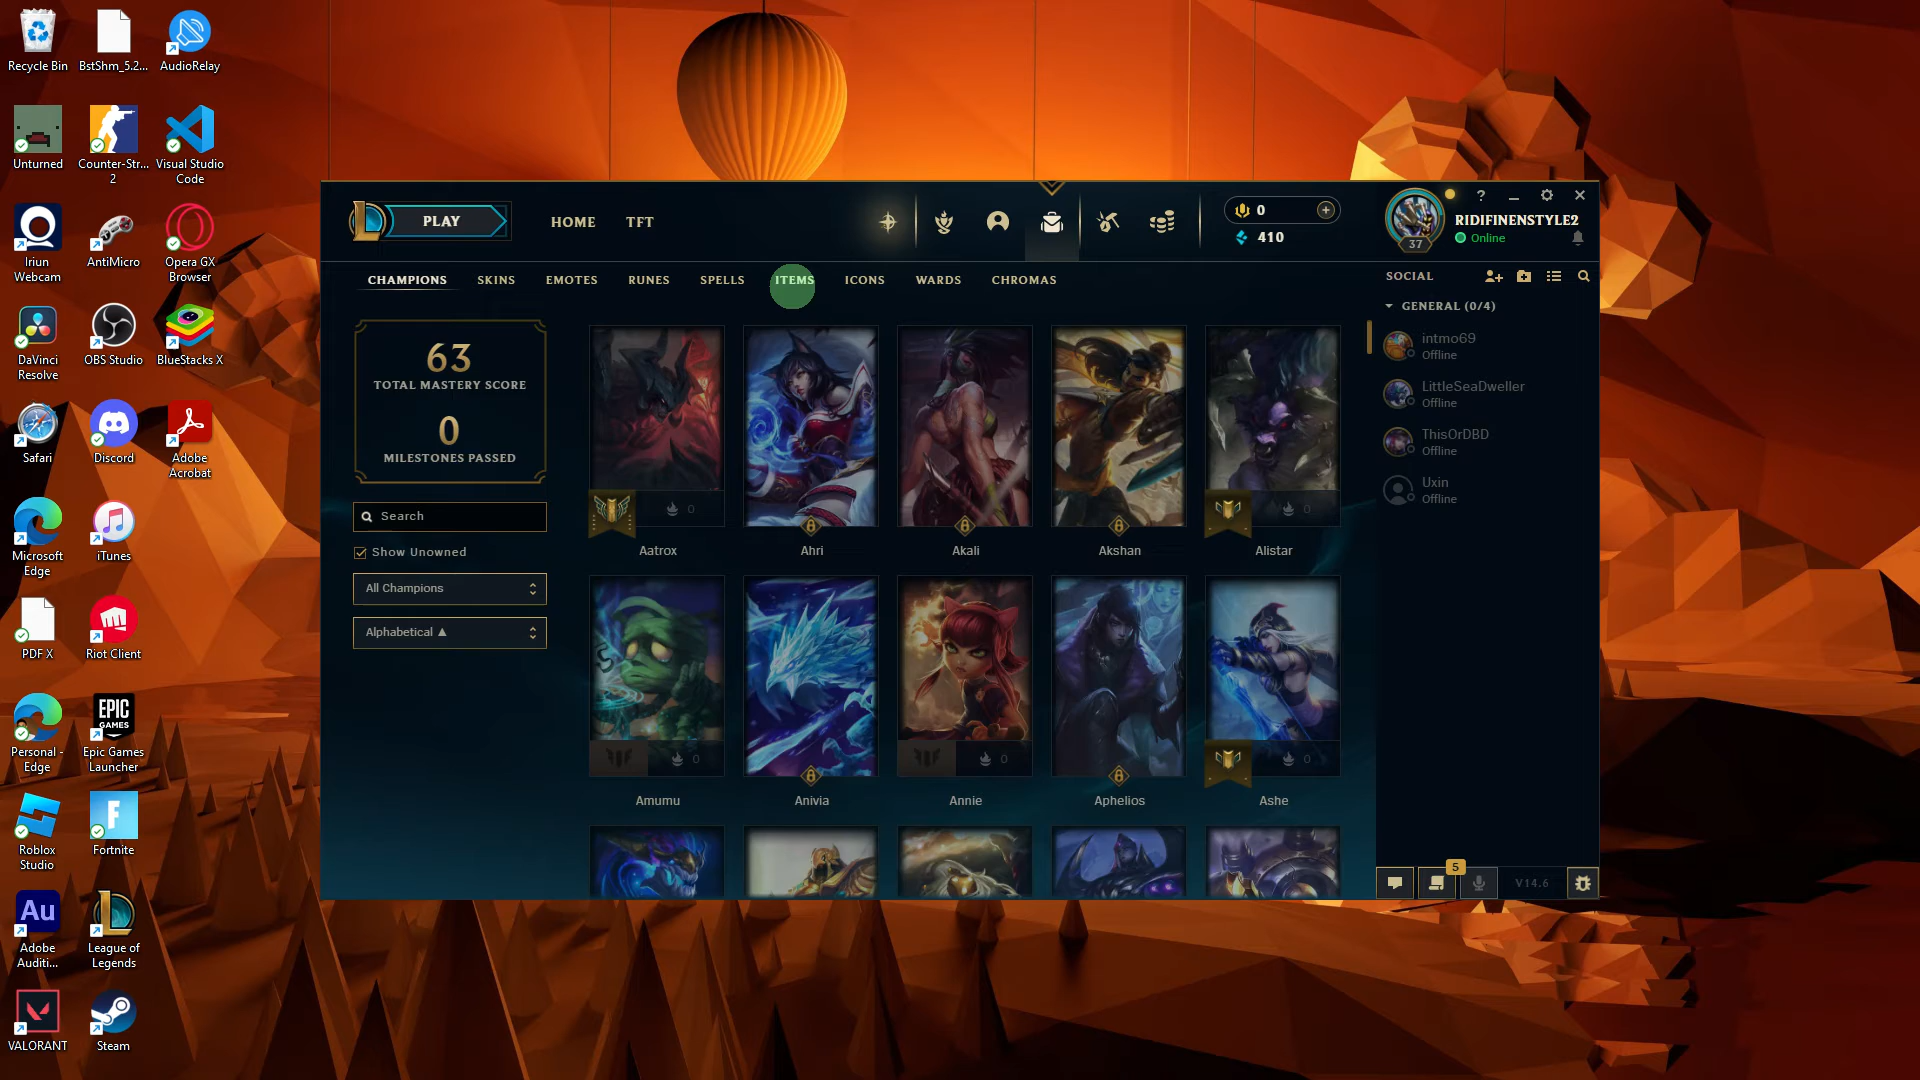 Recycle Bin
BstShm_5.2...
AudioRelay
Unturned
Counter-Str...
2
Visual Studio
Code
Iriun
Webcam
AntiMicro
Opera GX
Browser
DaVinci
Resolve
OBS Studio
BlueStacks X
Safari
Discord
Adobe
Acrobat
Microsoft
Edge
iTunes
PDF X
Riot Client
Personal -
Edge
EPIC
GAMES
Epic Games
Launcher
Roblox
Studio
Fortnite
Au
Adobe
Auditi...
League of
Legends
VALORANT
Steam
PLAY
HOME
TFT
0
410
37
RIDIFINENSTYLE2
Online
CHAMPIONS
SKINS
EMOTES
RUNES
SPELLS
ITEMS
ICONS
WARDS
CHROMAS
63
TOTAL MASTERY SCORE
0
MILESTONES PASSED
Search
Show Unowned
All Champions
Alphabetical ▲
0
0
Aatrox
Ahri
Akali
Akshan
Alistar
0
0
0
Amumu
Anivia
Annie
Aphelios
Ashe
SOCIAL
GENERAL (0/4)
intmo69
Offline
LittleSeaDweller
Offline
ThisOrDBD
Offline
Uxin
Offline
5
V14.6